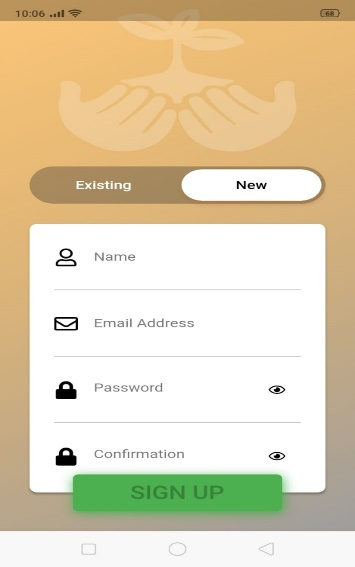 10:06
68
Existing
New
Name
Email Address
Password
Confirmation
SIGN UP